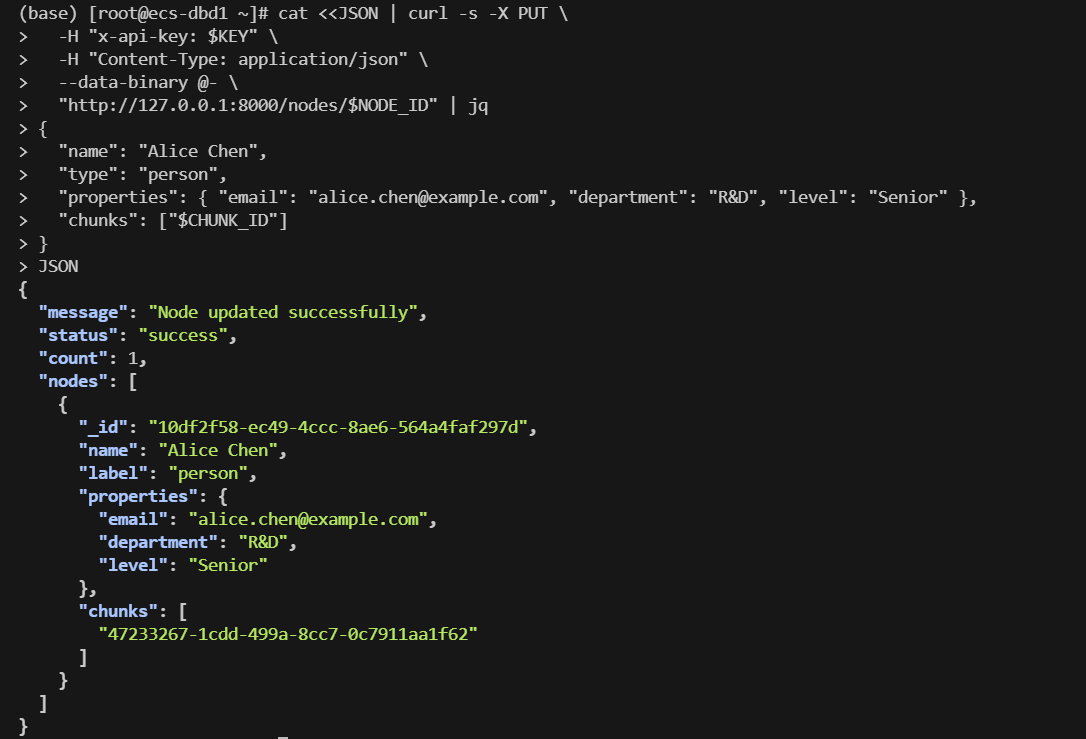 (base) [root@ecs-dbd1 ~]# cat <<JSON | curl -s -X PUT \
>   -H "x-api-key: $KEY" \
>   -H "Content-Type: application/json" \
>   --data-binary @- \
>   "http://127.0.0.1:8000/nodes/$NODE_ID" | jq
> {
>   "name": "Alice Chen",
>   "type": "person",
>   "properties": { "email": "alice.chen@example.com", "department": "R&D", "level": "Senior" },
>   "chunks": ["$CHUNK_ID"]
> }
> JSON
{
  "message": "Node updated successfully",
  "status": "success",
  "count": 1,
  "nodes": [
    {
      "_id": "10df2f58-ec49-4ccc-8ae6-564a4faf297d",
      "name": "Alice Chen",
      "label": "person",
      "properties": {
        "email": "alice.chen@example.com",
        "department": "R&D",
        "level": "Senior"
      },
      "chunks": [
        "47233267-1cdd-499a-8cc7-0c7911aa1f62"
      ]
    }
  ]
}